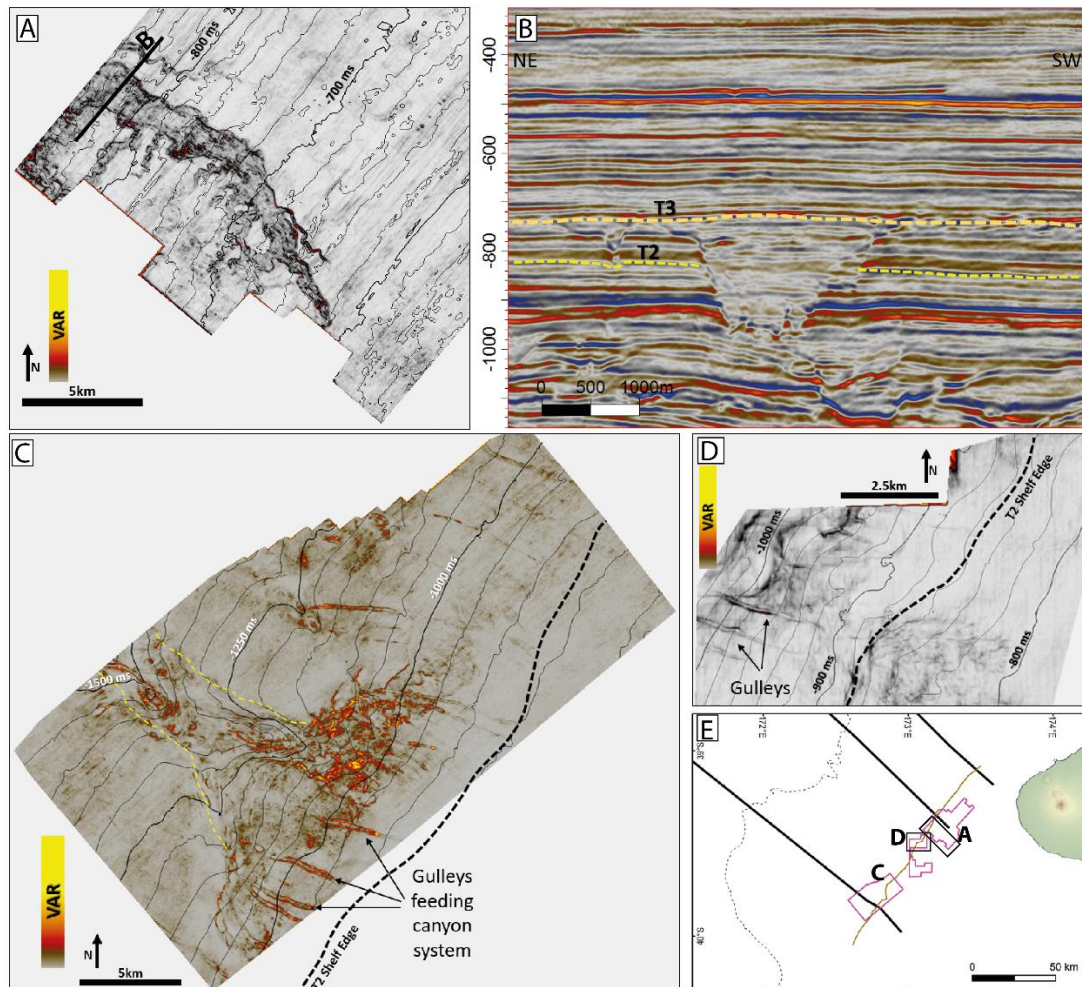 A
B
-800 ms
-700 ms
VAR
N
5km
B
NE
SW
-400
-600
-800
-1000
T3
T2
0 500 1000m
C
-1000 ms
-1250 ms
-1500 ms
VAR
N
5km
Gulleys
feeding
canyon
system
T2 Shelf Edge
D
VAR
2.5km
N
T2 Shelf Edge
-1000 ms
-900 ms
-800 ms
Gulleys
E
172°E
173°E
174°E
39°S
40°S
A
D
C
0 50 km